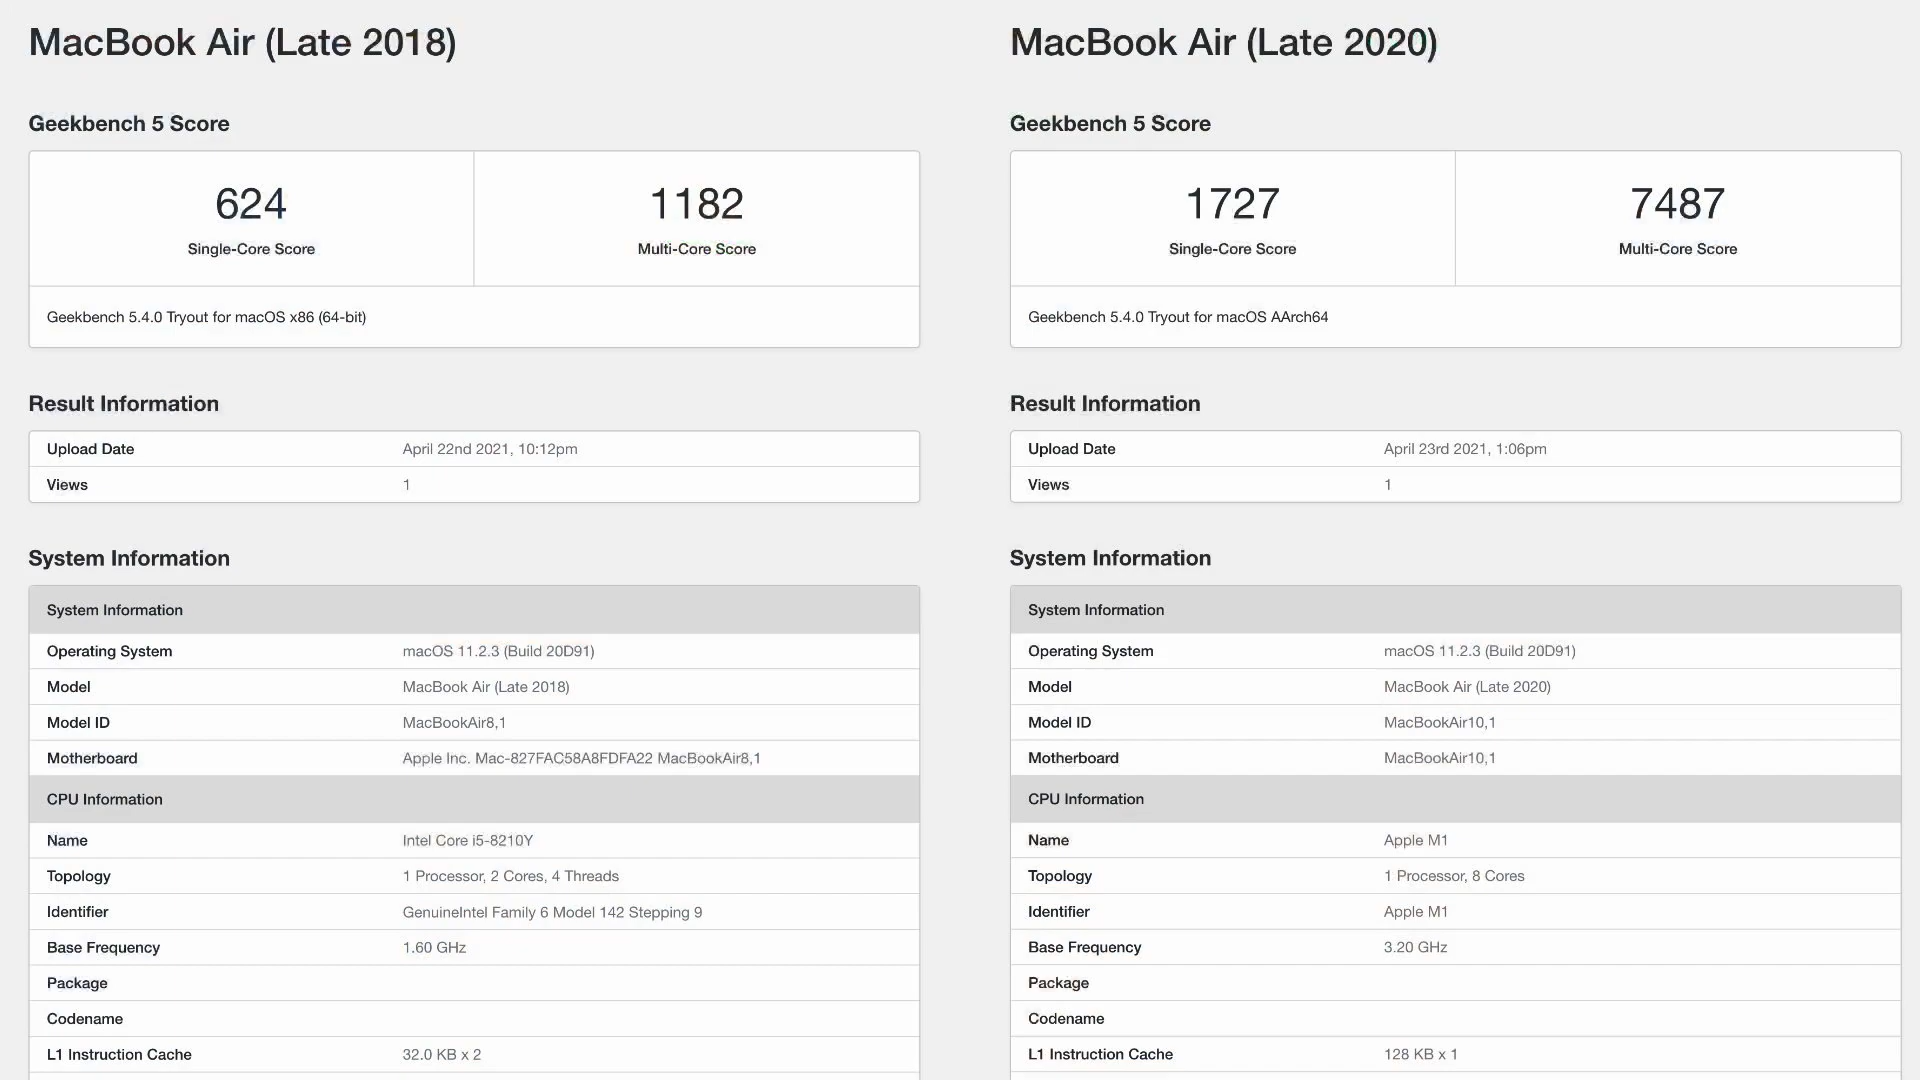 MacBook Air (Late 2018)
Geekbench 5 Score
624
Single-Core Score
1182
Multi-Core Score
Geekbench 5.4.0 Tryout for macOS x86 (64-bit)
Result Information
Upload Date April 22nd 2021, 10:12pm
Views 1
System Information
System Information
Operating System macOS 11.2.3 (Build 20D91)
Model MacBook Air (Late 2018)
Model ID MacBookAir8,1
Motherboard Apple Inc. Mac-827FAC58A8FDFA22 MacBookAir8,1
CPU Information
Name Intel Core i5-8210Y
Topology 1 Processor, 2 Cores, 4 Threads
Identifier GenuineIntel Family 6 Model 142 Stepping 9
Base Frequency 1.60 GHz
Package
Codename
L1 Instruction Cache 32.0 KB x 2
MacBook Air (Late 2020)
Geekbench 5 Score
1727
Single-Core Score
7487
Multi-Core Score
Geekbench 5.4.0 Tryout for macOS AArch64
Result Information
Upload Date April 23rd 2021, 1:06pm
Views 1
System Information
System Information
Operating System macOS 11.2.3 (Build 20D91)
Model MacBook Air (Late 2020)
Model ID MacBookAir10,1
Motherboard MacBookAir10,1
CPU Information
Name Apple M1
Topology 1 Processor, 8 Cores
Identifier Apple M1
Base Frequency 3.20 GHz
Package
Codename
L1 Instruction Cache 128 KB x 1